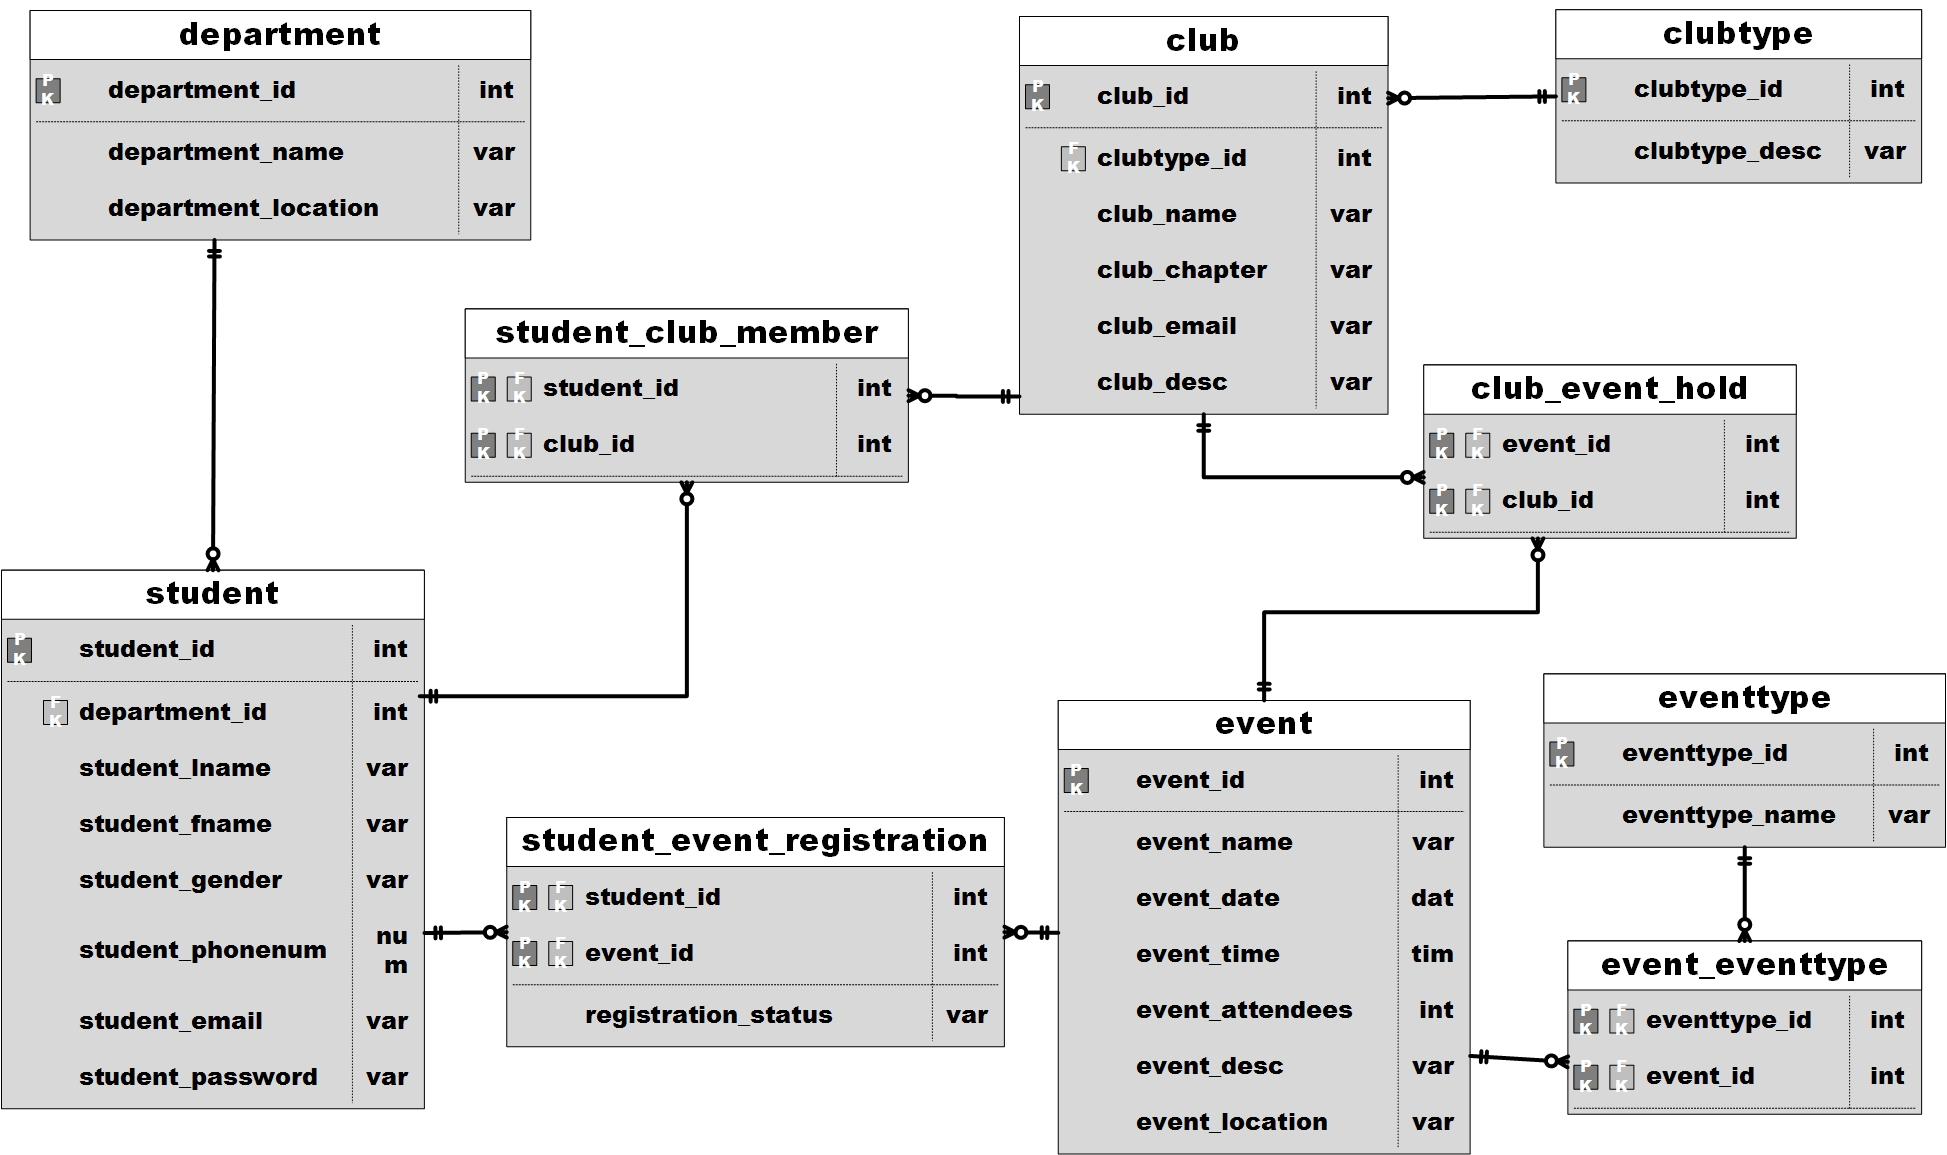 department
PK department_id int
department_name var
department_location var
club
PK club_id int
FK clubtype_id int
club_name var
club_chapter var
club_email var
club_desc var
clubtype
PK clubtype_id int
clubtype_desc var
student_club_member
PK FK student_id int
PK FK club_id int
club_event_hold
PK FK event_id int
PK FK club_id int
student
PK student_id int
FK department_id int
student_lname var
student_fname var
student_gender var
student_phonenum num
student_email var
student_password var
student_event_registration
PK FK student_id int
PK FK event_id int
registration_status var
event
PK event_id int
event_name var
event_date dat
event_time tim
event_attendees int
event_desc var
event_location var
eventtype
PK eventtype_id int
eventtype_name var
event_eventtype
PK FK eventtype_id int
PK FK event_id int